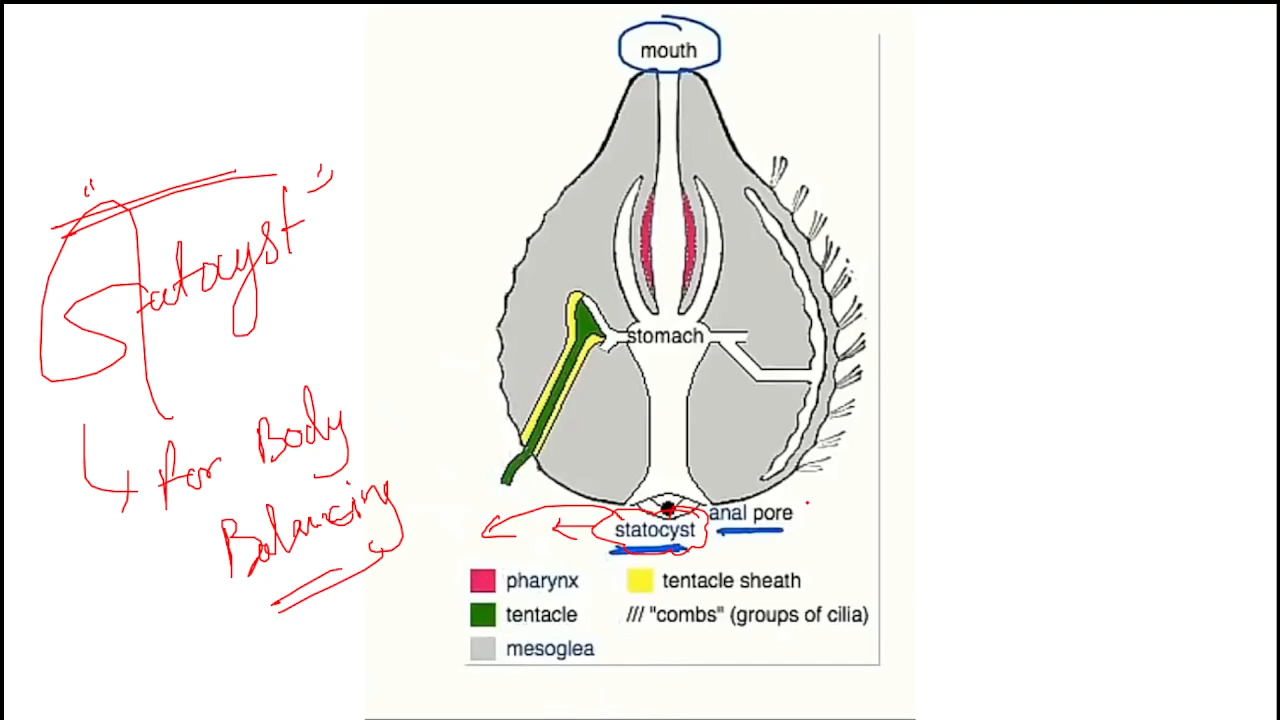 mouth
"Statocyst"
stomach
↳ for Body
Balancing
anal pore
statocyst
pharynx
tentacle sheath
tentacle
/// "combs" (groups of cilia)
mesoglea